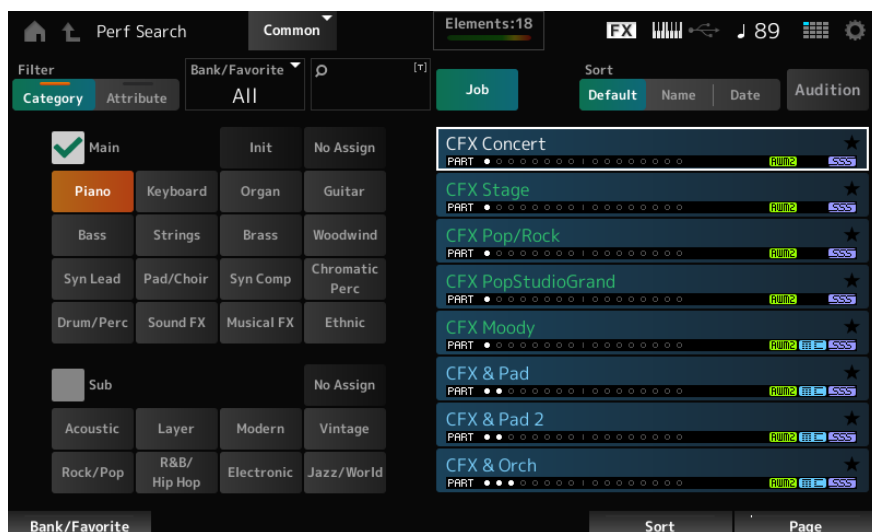 Perf Search
Common
Elements:18
FX
89
Filter
Category
Attribute
Bank/Favorite
All
[T]
Job
Sort
Default
Name
Date
Audition
Main
Init
No Assign
Piano
Keyboard
Organ
Guitar
Bass
Strings
Brass
Woodwind
Syn Lead
Pad/Choir
Syn Comp
Chromatic
Perc
Drum/Perc
Sound FX
Musical FX
Ethnic
Sub
No Assign
Acoustic
Layer
Modern
Vintage
Rock/Pop
R&B/
Hip Hop
Electronic
Jazz/World
CFX Concert
PART AWM2 SSS
CFX Stage
PART AWM2 SSS
CFX Pop/Rock
PART AWM2 SSS
CFX PopStudioGrand
PART AWM2 SSS
CFX Moody
PART AWM2 SSS
CFX & Pad
PART AWM2 SSS
CFX & Pad 2
PART AWM2 SSS
CFX & Orch
PART AWM2 SSS
Bank/Favorite
Sort
Page